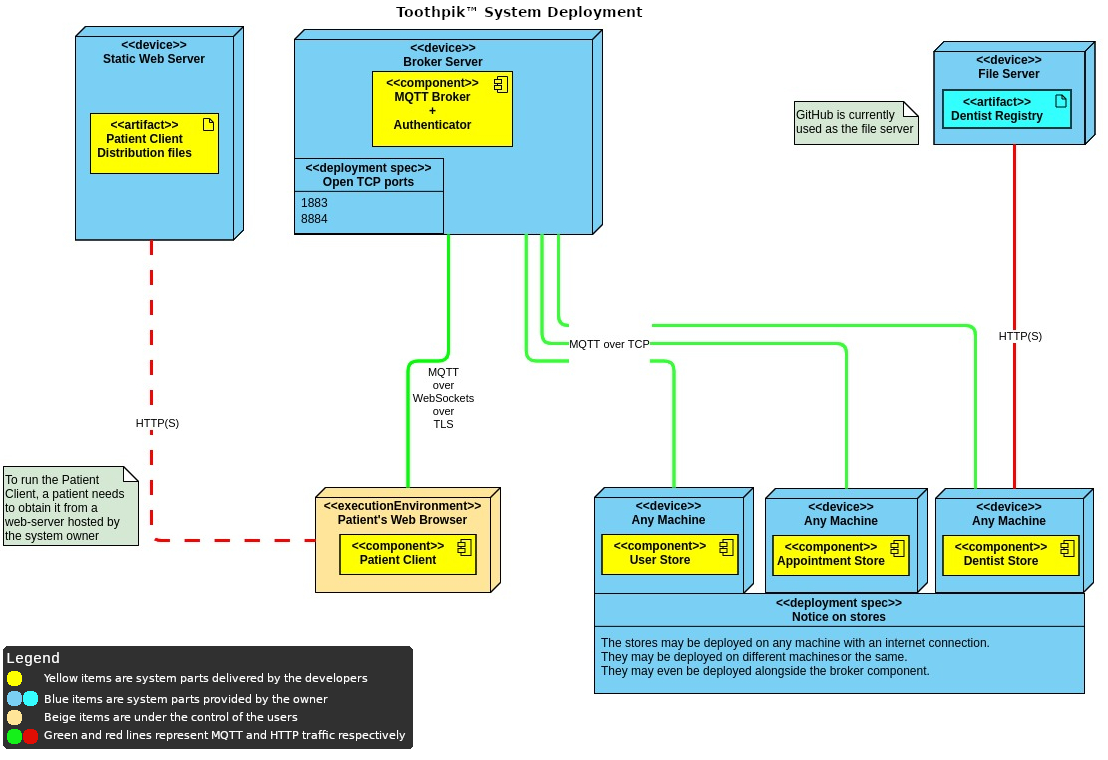 Toothpik™ System Deployment
<<device>>
Static Web Server
<<artifact>>
Patient Client
Distribution files
<<device>>
Broker Server
<<component>>
MQTT Broker
+
Authenticator
<<deployment spec>>
Open TCP ports
1883
8884
GitHub is currently
used as the file server
<<device>>
File Server
<<artifact>>
Dentist Registry
HTTP(S)
MQTT over TCP
MQTT
over
WebSockets
over
TLS
HTTP(S)
To run the Patient
Client, a patient needs
to obtain it from a
web-server hosted by
the system owner
<<executionEnvironment>>
Patient's Web Browser
<<component>>
Patient Client
<<device>>
Any Machine
<<component>>
User Store
<<device>>
Any Machine
<<component>>
Appointment Store
<<device>>
Any Machine
<<component>>
Dentist Store
<<deployment spec>>
Notice on stores
The stores may be deployed on any machine with an internet connection.
They may be deployed on different machines or the same.
They may even be deployed alongside the broker component.
Legend
Yellow items are system parts delivered by the developers
Blue items are system parts provided by the owner
Beige items are under the control of the users
Green and red lines represent MQTT and HTTP traffic respectively